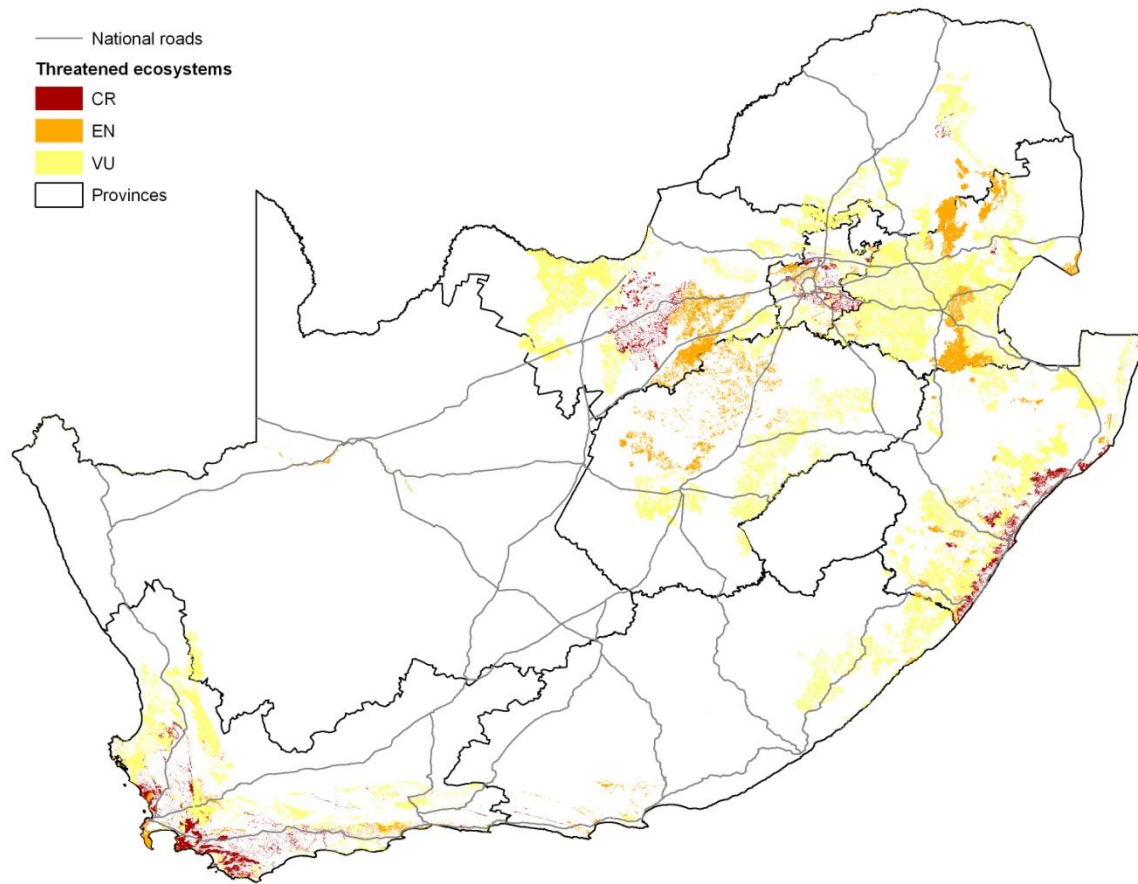 National roads
Threatened ecosystems
CR
EN
VU
Provinces